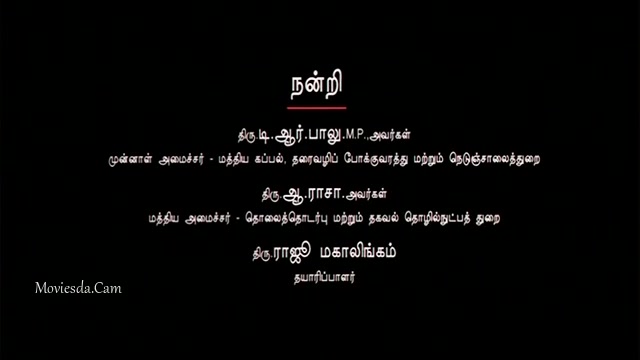 நன்றி
திரு.டி.ஆர்.பாலு.M.P.,அவர்கள்
முன்னாள் அமைச்சர் - மத்திய கப்பல், தரைவழிப் போக்குவரத்து மற்றும் நெடுஞ்சாலைத்துறை
திரு.ஆ.ராசா.அவர்கள்
மத்திய அமைச்சர் - தொலைத்தொடர்பு மற்றும் தகவல் தொழில்நுட்பத் துறை
திரு.ராஜூ மகாலிங்கம்
தயாரிப்பாளர்
Moviesda.Cam